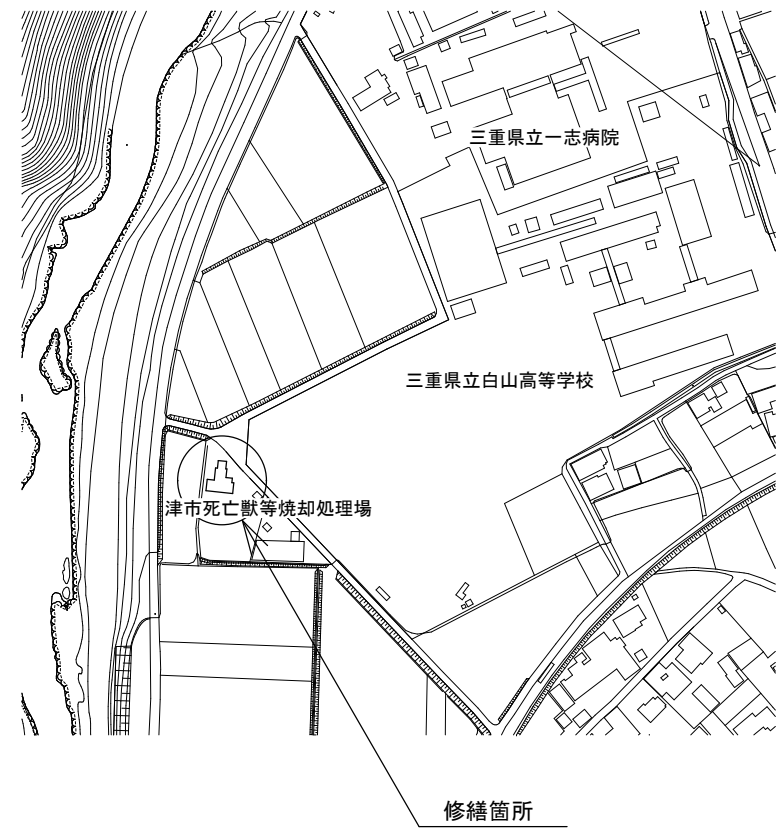 三重県立一志病院
三重県立白山高等学校
津市死亡獣等焼却処理場
修繕箇所